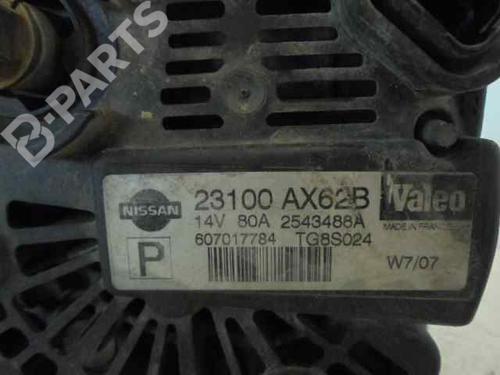 B-PARTS
NISSAN 23100 AX62B Valeo
14V 80A 2543488A MADE IN FRANCE
607017784 TG8S024
P
W7/07